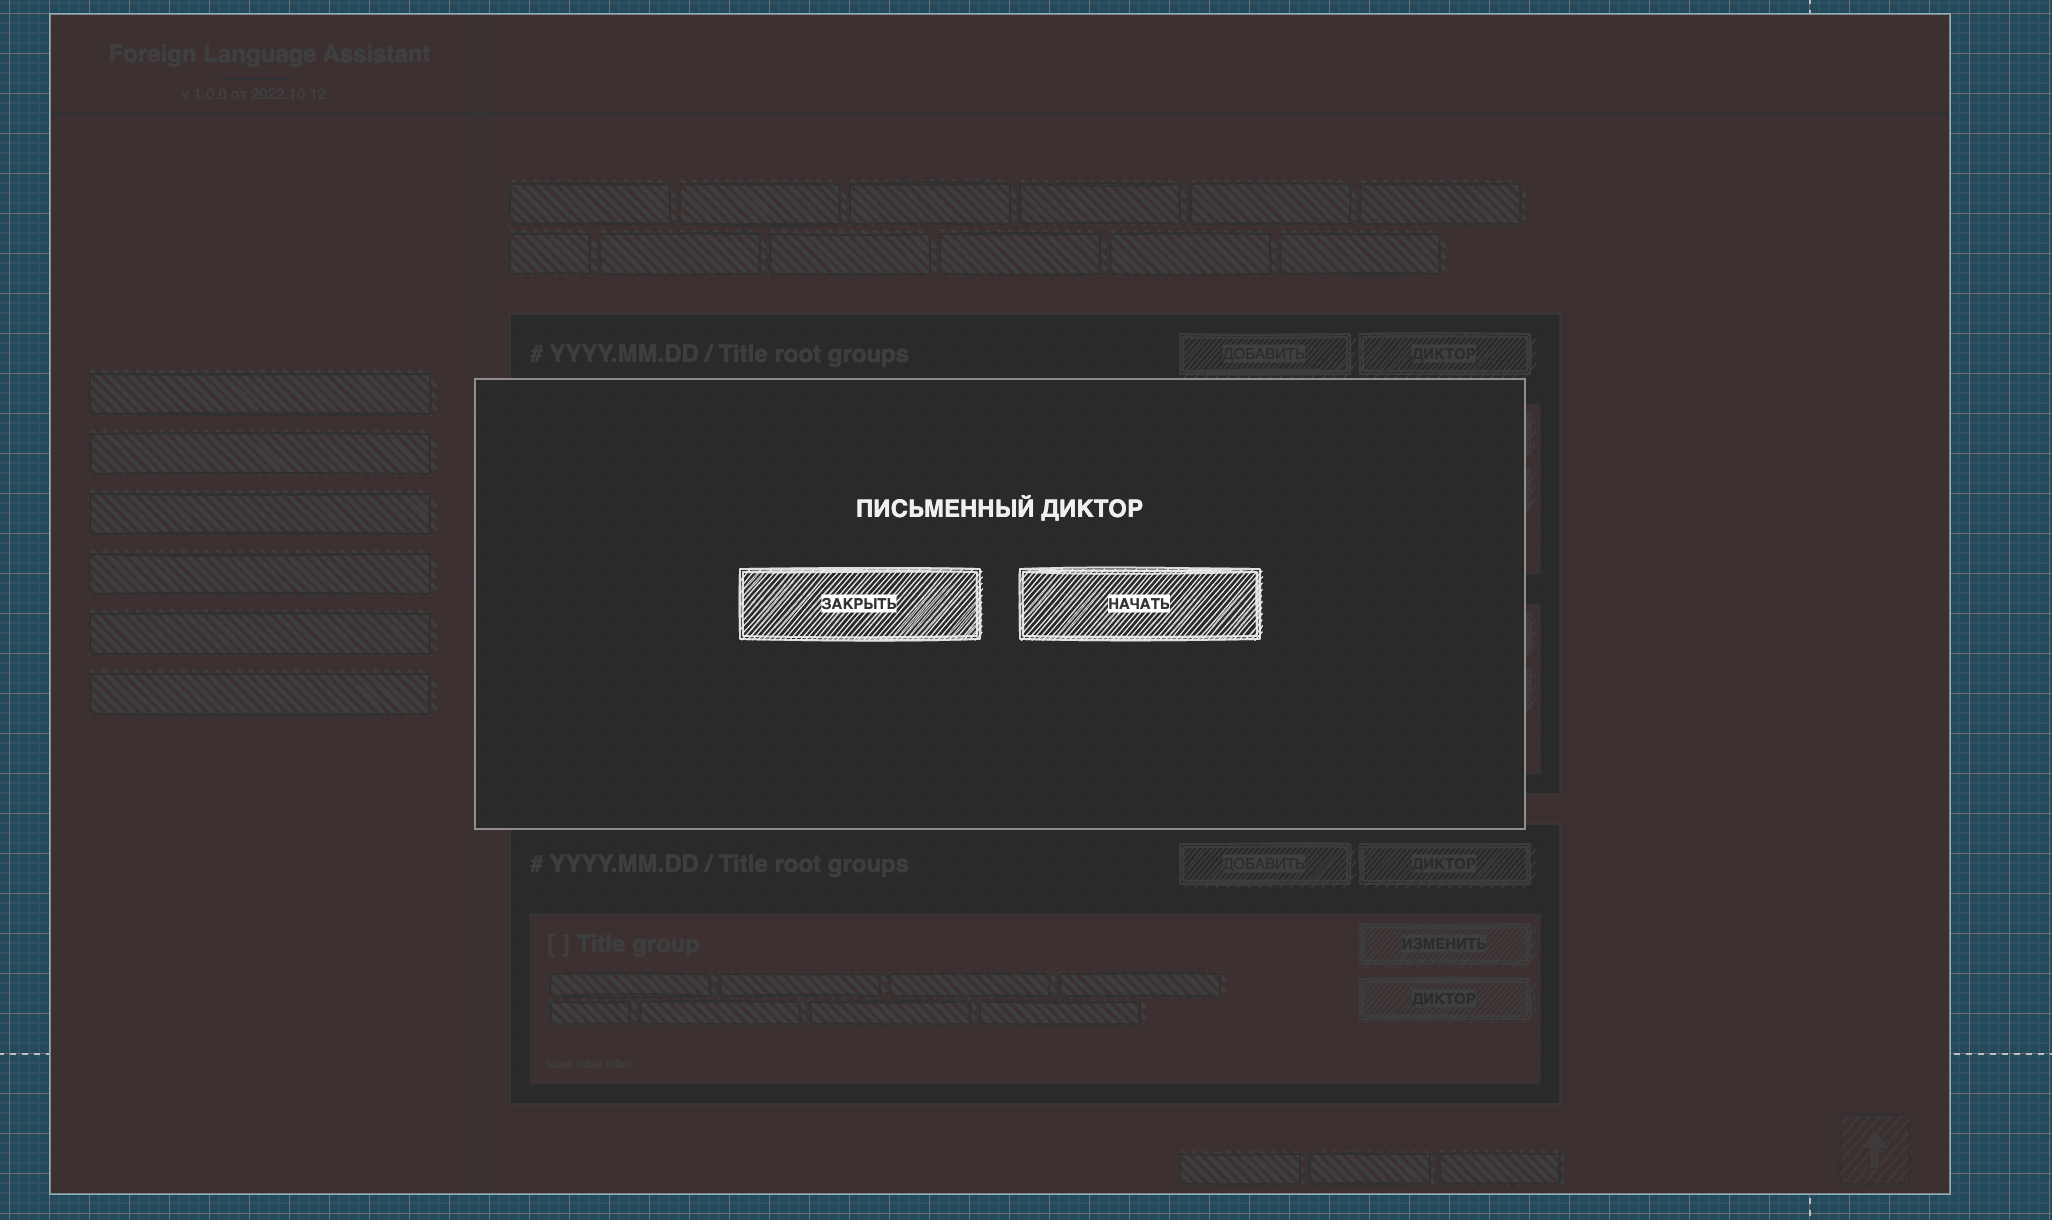 Foreign Language Assistant
v 1.0.0 от 2022.10.12
# YYYY.MM.DD / Title root groups
ДОБАВИТЬ
ДИКТОР
ПИСЬМЕННЫЙ ДИКТОР
ЗАКРЫТЬ
НАЧАТЬ
# YYYY.MM.DD / Title root groups
ДОБАВИТЬ
ДИКТОР
[ ] Title group
ИЗМЕНИТЬ
ДИКТОР
label label label